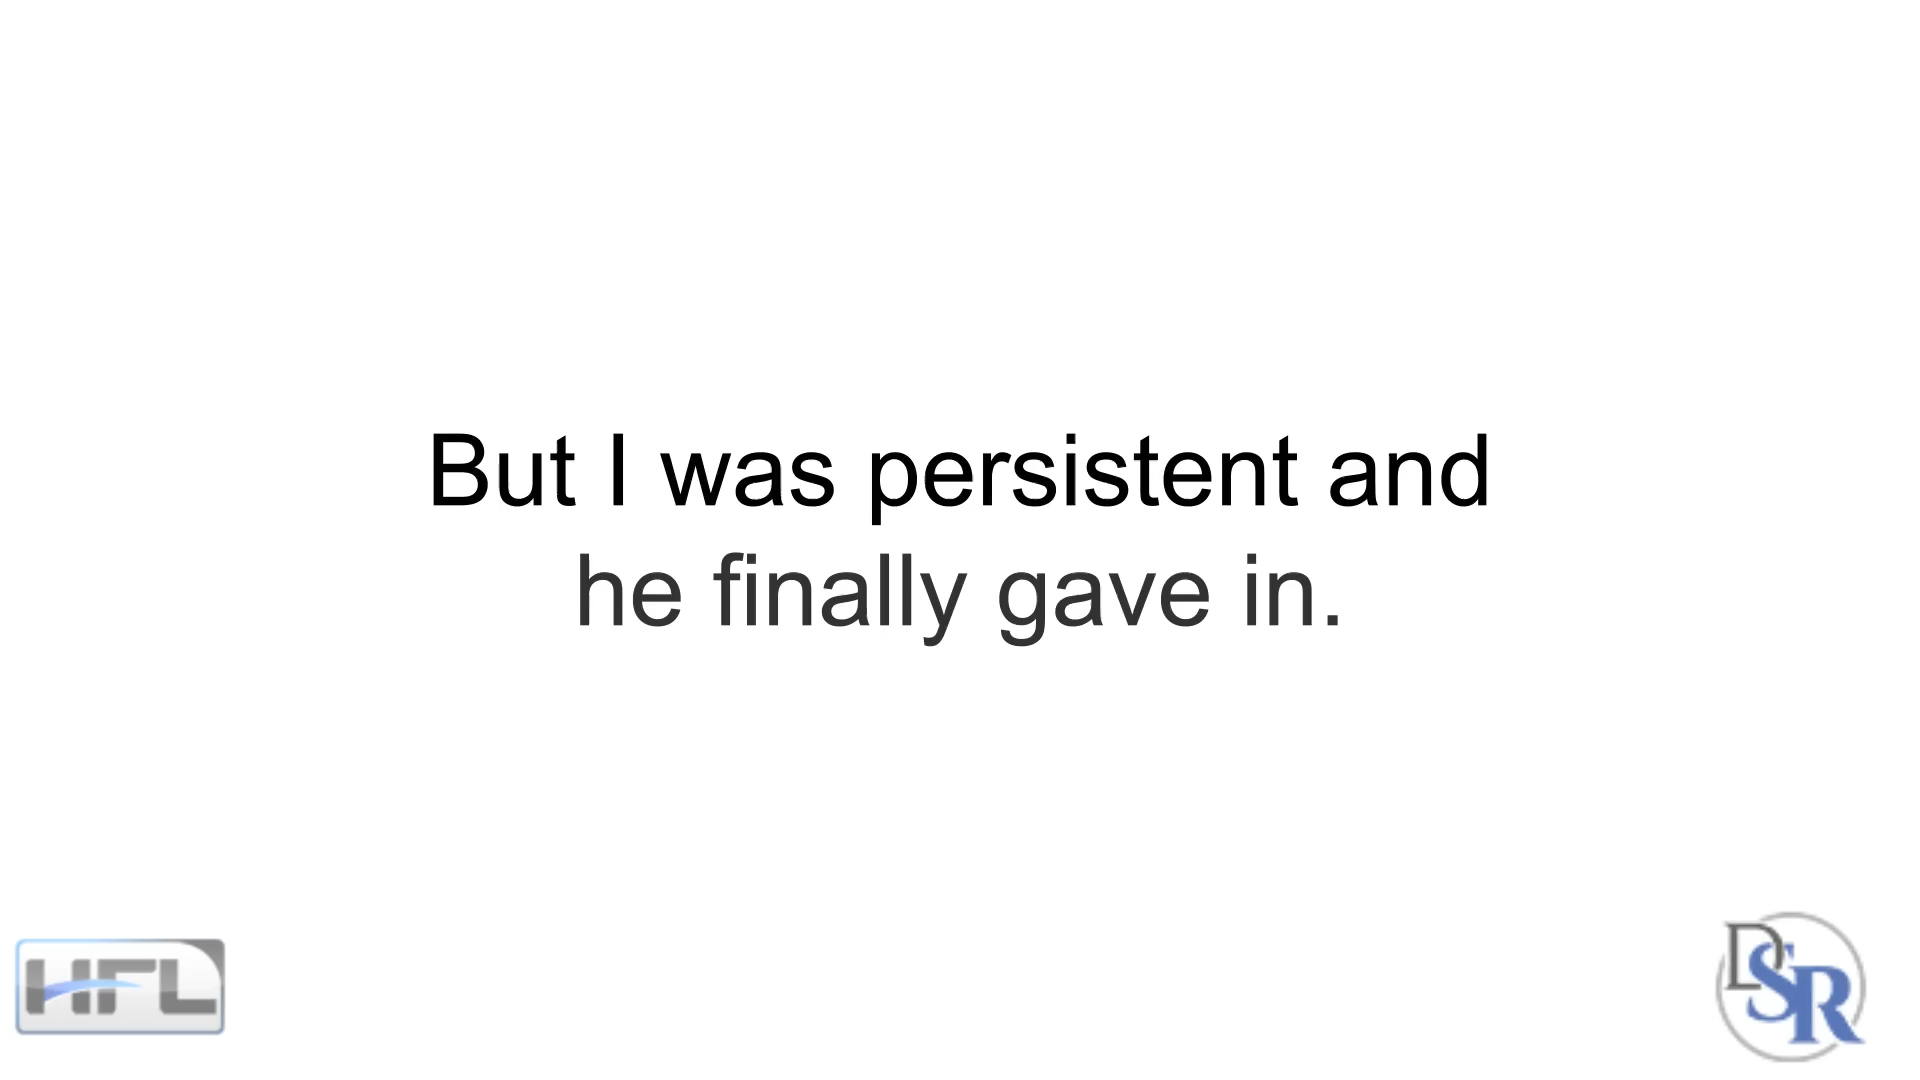 But I was persistent and
he finally gave in.
HFL
DSR